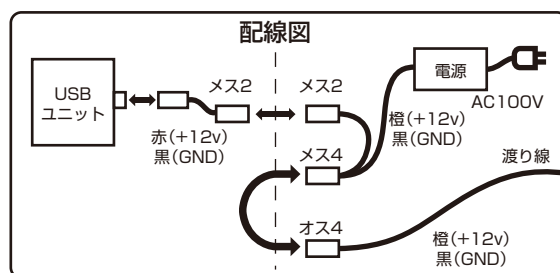 配線図
USB
ユニット
メス2
メス2
電源
AC100V
赤(+12v)
黒(GND)
橙(+12v)
黒(GND)
メス4
渡り線
オス4
橙(+12v)
黒(GND)